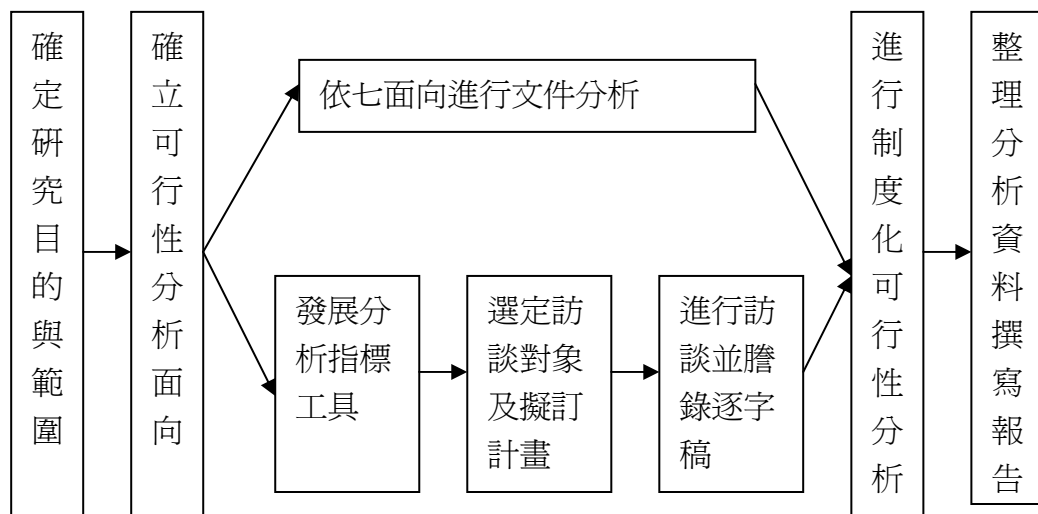 確定研究目的與範圍
確立可行性分析面向
依七面向進行文件分析
發展分
析指標
工具
選定訪
談對象
及擬訂
計畫
進行訪
談並謄
錄逐字
稿
進行制度化可行性分析
整理分析資料撰寫報告